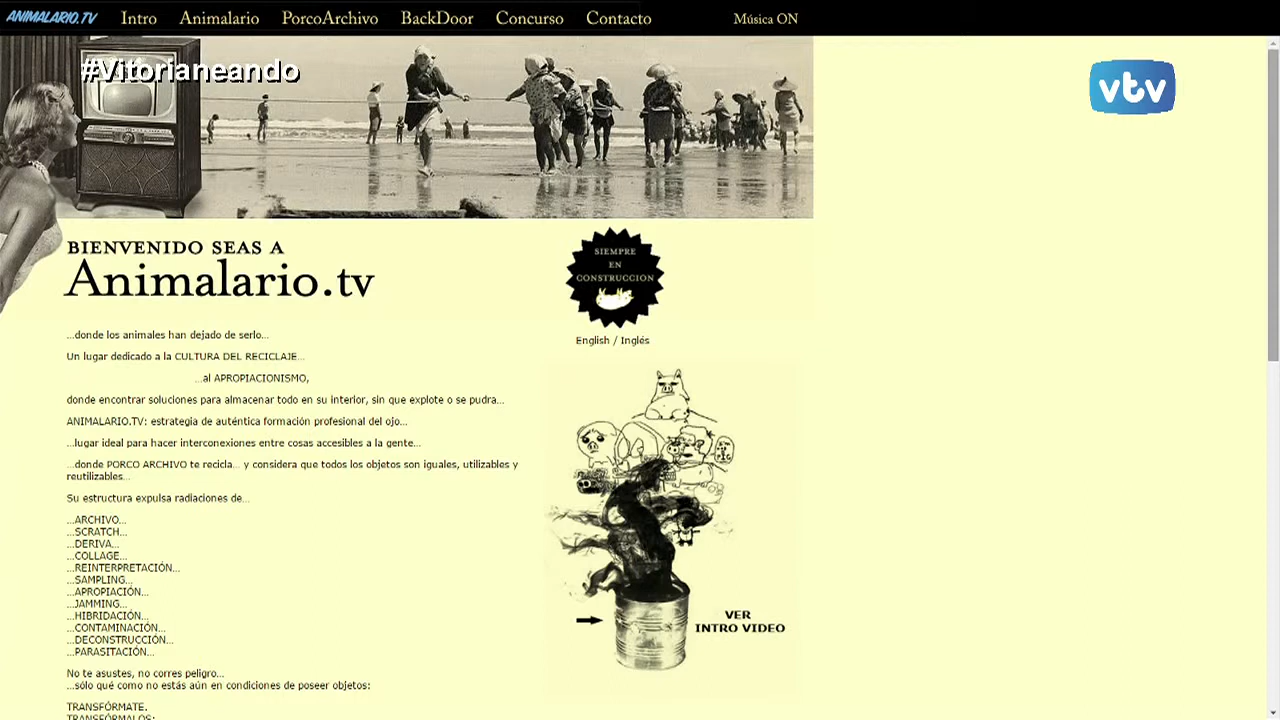 ANIMALARIO.TV Intro Animalario PorcoArchivo BackDoor Concurso Contacto Música ON
#Vitorianeando
vtv
BIENVENIDO SEAS A
Animalario.tv
SIEMPRE
EN
CONSTRUCCION
English / Inglés
...donde los animales han dejado de serlo...
Un lugar dedicado a la CULTURA DEL RECICLAJE...
...al APROPIACIONISMO,
donde encontrar soluciones para almacenar todo en su interior, sin que explote o se pudra...
ANIMALARIO.TV: estrategia de auténtica formación profesional del ojo...
...lugar ideal para hacer interconexiones entre cosas accesibles a la gente...
...donde PORCO ARCHIVO te recicla... y considera que todos los objetos son iguales, utilizables y
reutilizables...
Su estructura expulsa radiaciones de...
...ARCHIVO...
...SCRATCH...
...DERIVA...
...COLLAGE...
...REINTERPRETACIÓN...
...SAMPLING...
...APROPIACIÓN...
...JAMMING...
...HIBRIDACIÓN...
...CONTAMINACIÓN...
...DECONSTRUCCIÓN...
...PARASITACIÓN...
No te asustes, no corres peligro...
...sólo qué como no estás aún en condiciones de poseer objetos:
TRANSFÓRMATE.
TRANSFÓRMALOS:
PIG
VER
INTRO VIDEO